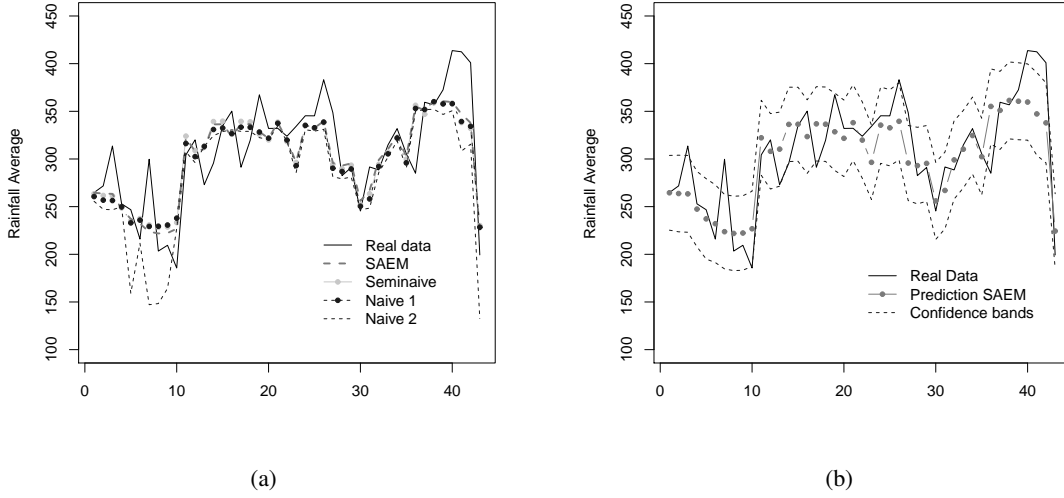 450
400
350
300
250
200
150
100
Rainfall Average
Real data
SAEM
Seminaive
Naive 1
Naive 2
0 10 20 30 40
(a)
450
400
350
300
250
200
150
100
Rainfall Average
Real Data
Prediction SAEM
Confidence bands
0 10 20 30 40
(b)